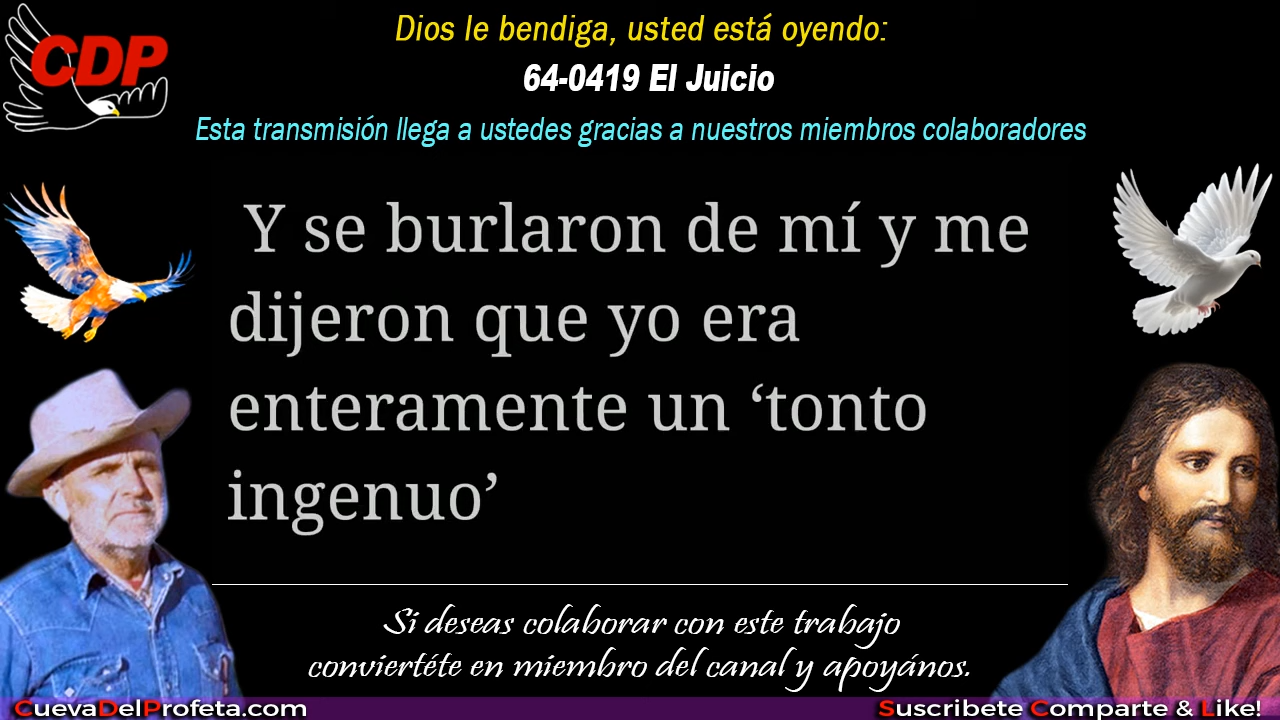 CDP
Dios le bendiga, usted está oyendo:
64-0419 El Juicio
Esta transmisión llega a ustedes gracias a nuestros miembros colaboradores
Y se burlaron de mí y me
dijeron que yo era
enteramente un ‘tonto
ingenuo’
Si deseas colaborar con este trabajo
conviertéte en miembro del canal y apoyános.
CuevaDelProfeta.com
Suscribete Comparte & Like!